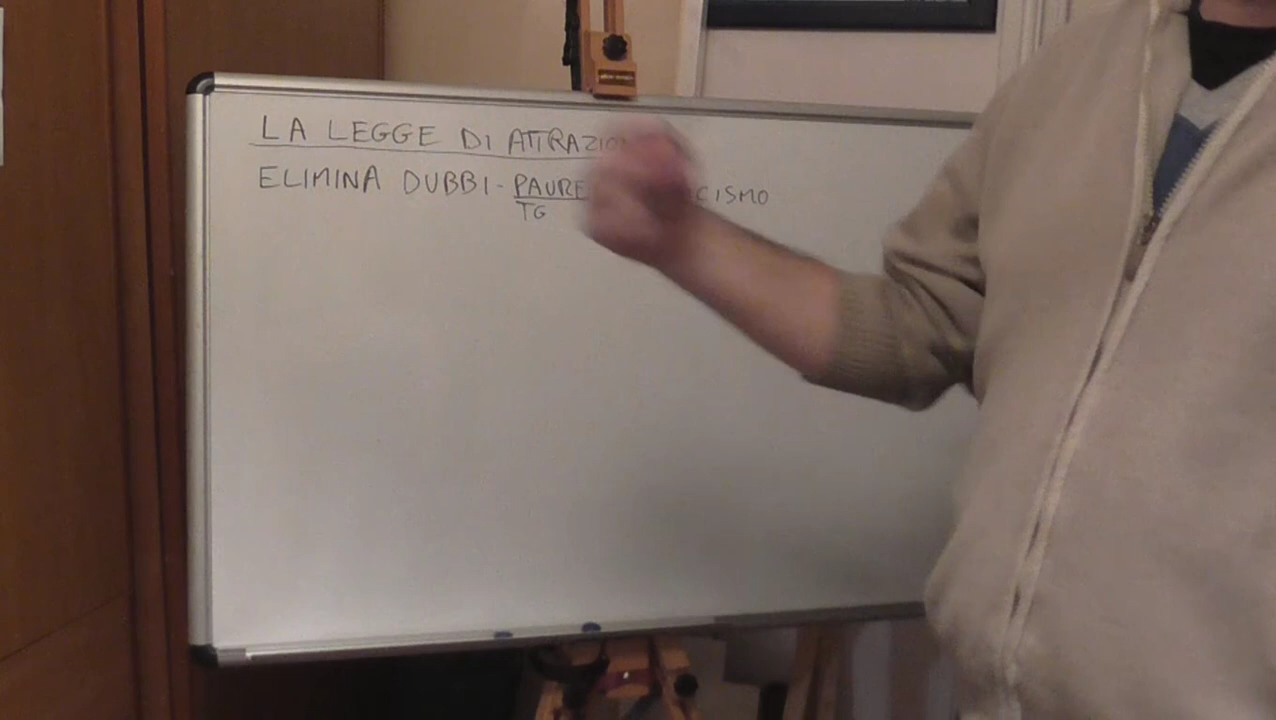 LA LEGGE DI ATTRAZIO
ELIMINA DUBBI - PAURE CISMO
TG